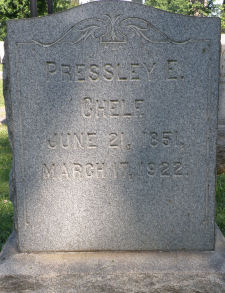 PRESSLEY E.
CHELF
JUNE 21, 1851.
MARCH 17, 1922.